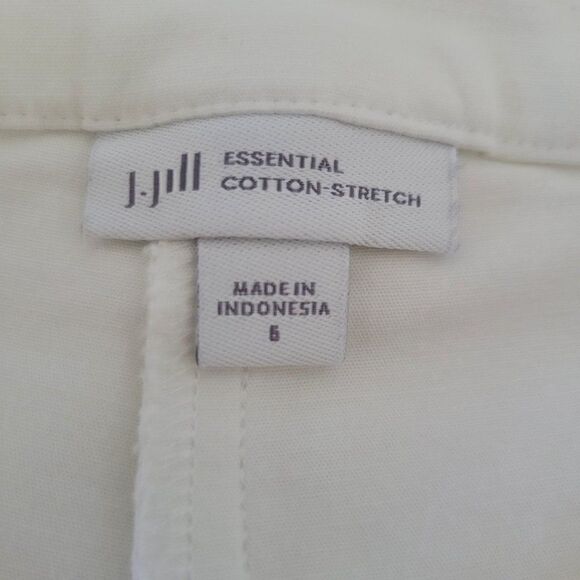 J.Jill
ESSENTIAL
COTTON-STRETCH
MADE IN
INDONESIA
6